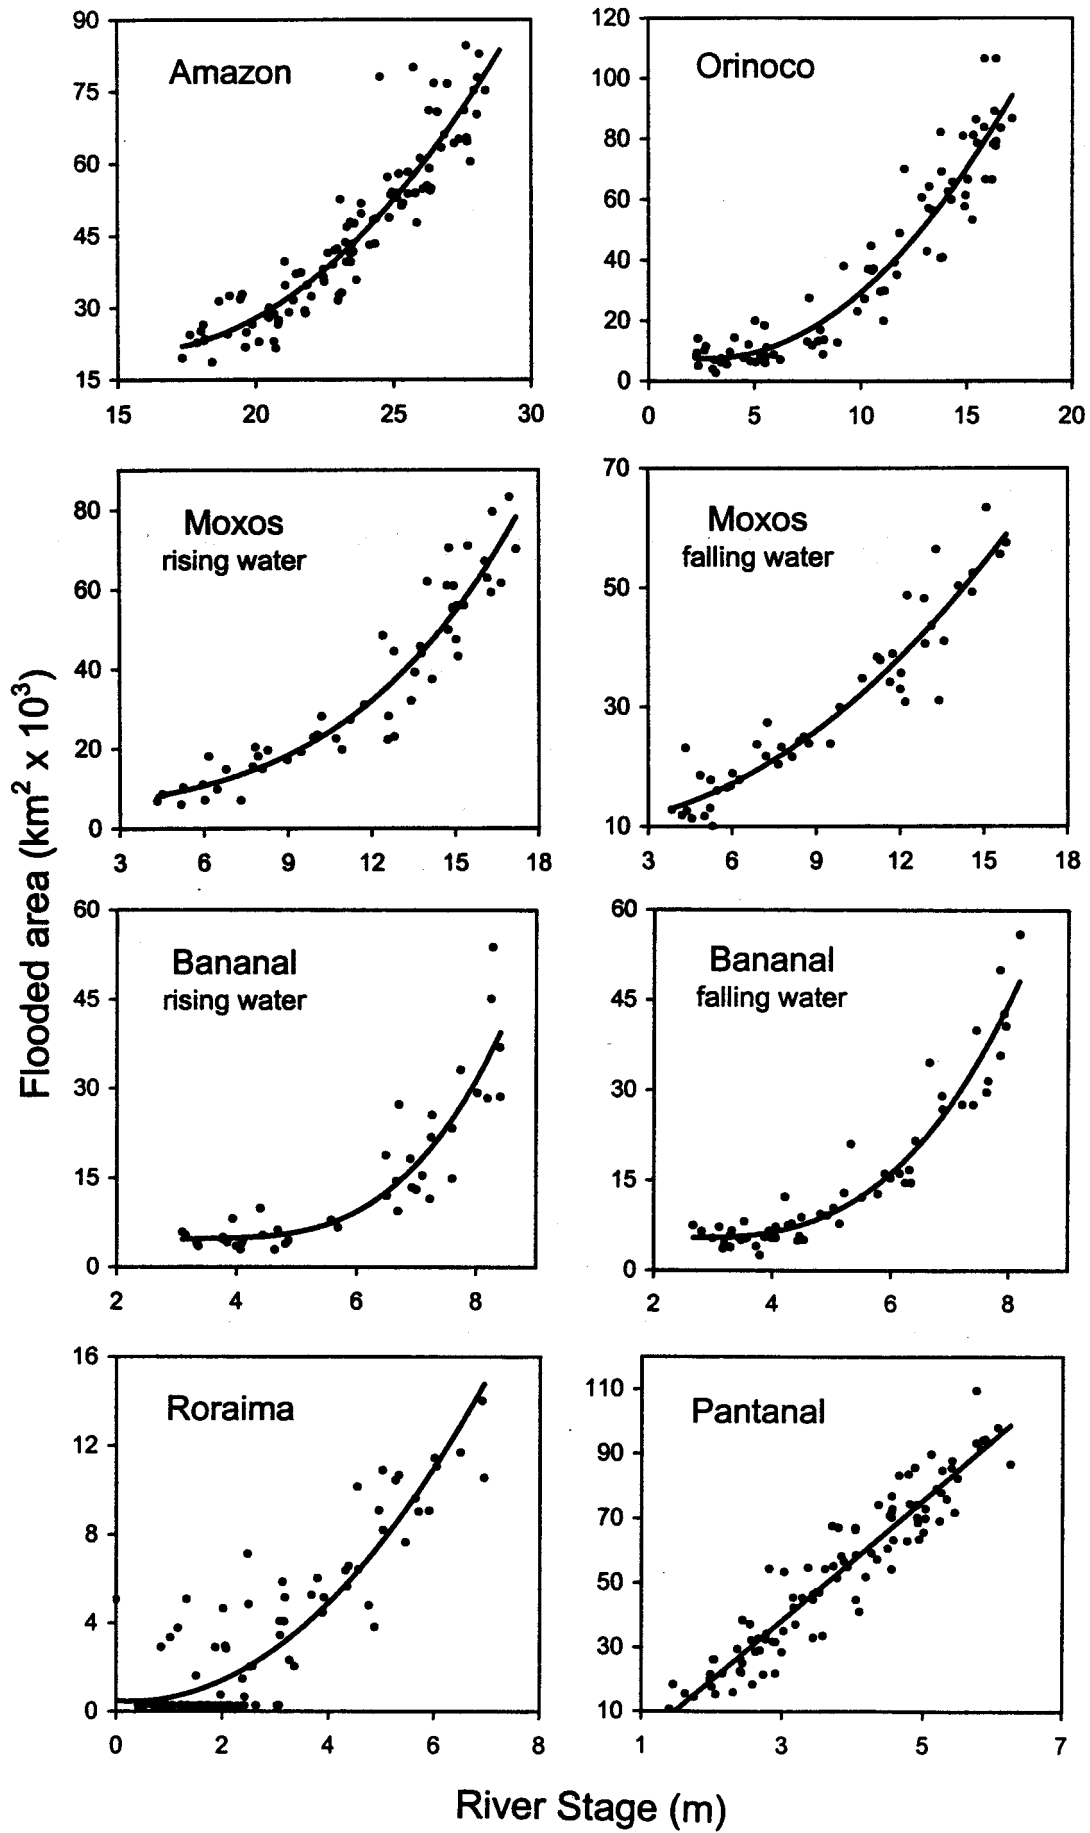 Amazon
90
75
60
45
30
15
15 20 25 30
Orinoco
120
100
80
60
40
20
0
0 5 10 15 20
Moxos
rising water
80
60
40
20
0
3 6 9 12 15 18
Moxos
falling water
70
50
30
10
3 6 9 12 15 18
Bananal
rising water
60
45
30
15
0
2 4 6 8
Bananal
falling water
60
45
30
15
0
2 4 6 8
Roraima
16
12
8
4
0
0 2 4 6 8
Pantanal
110
90
70
50
30
10
1 3 5 7
Flooded area (km² x 10³)
River Stage (m)